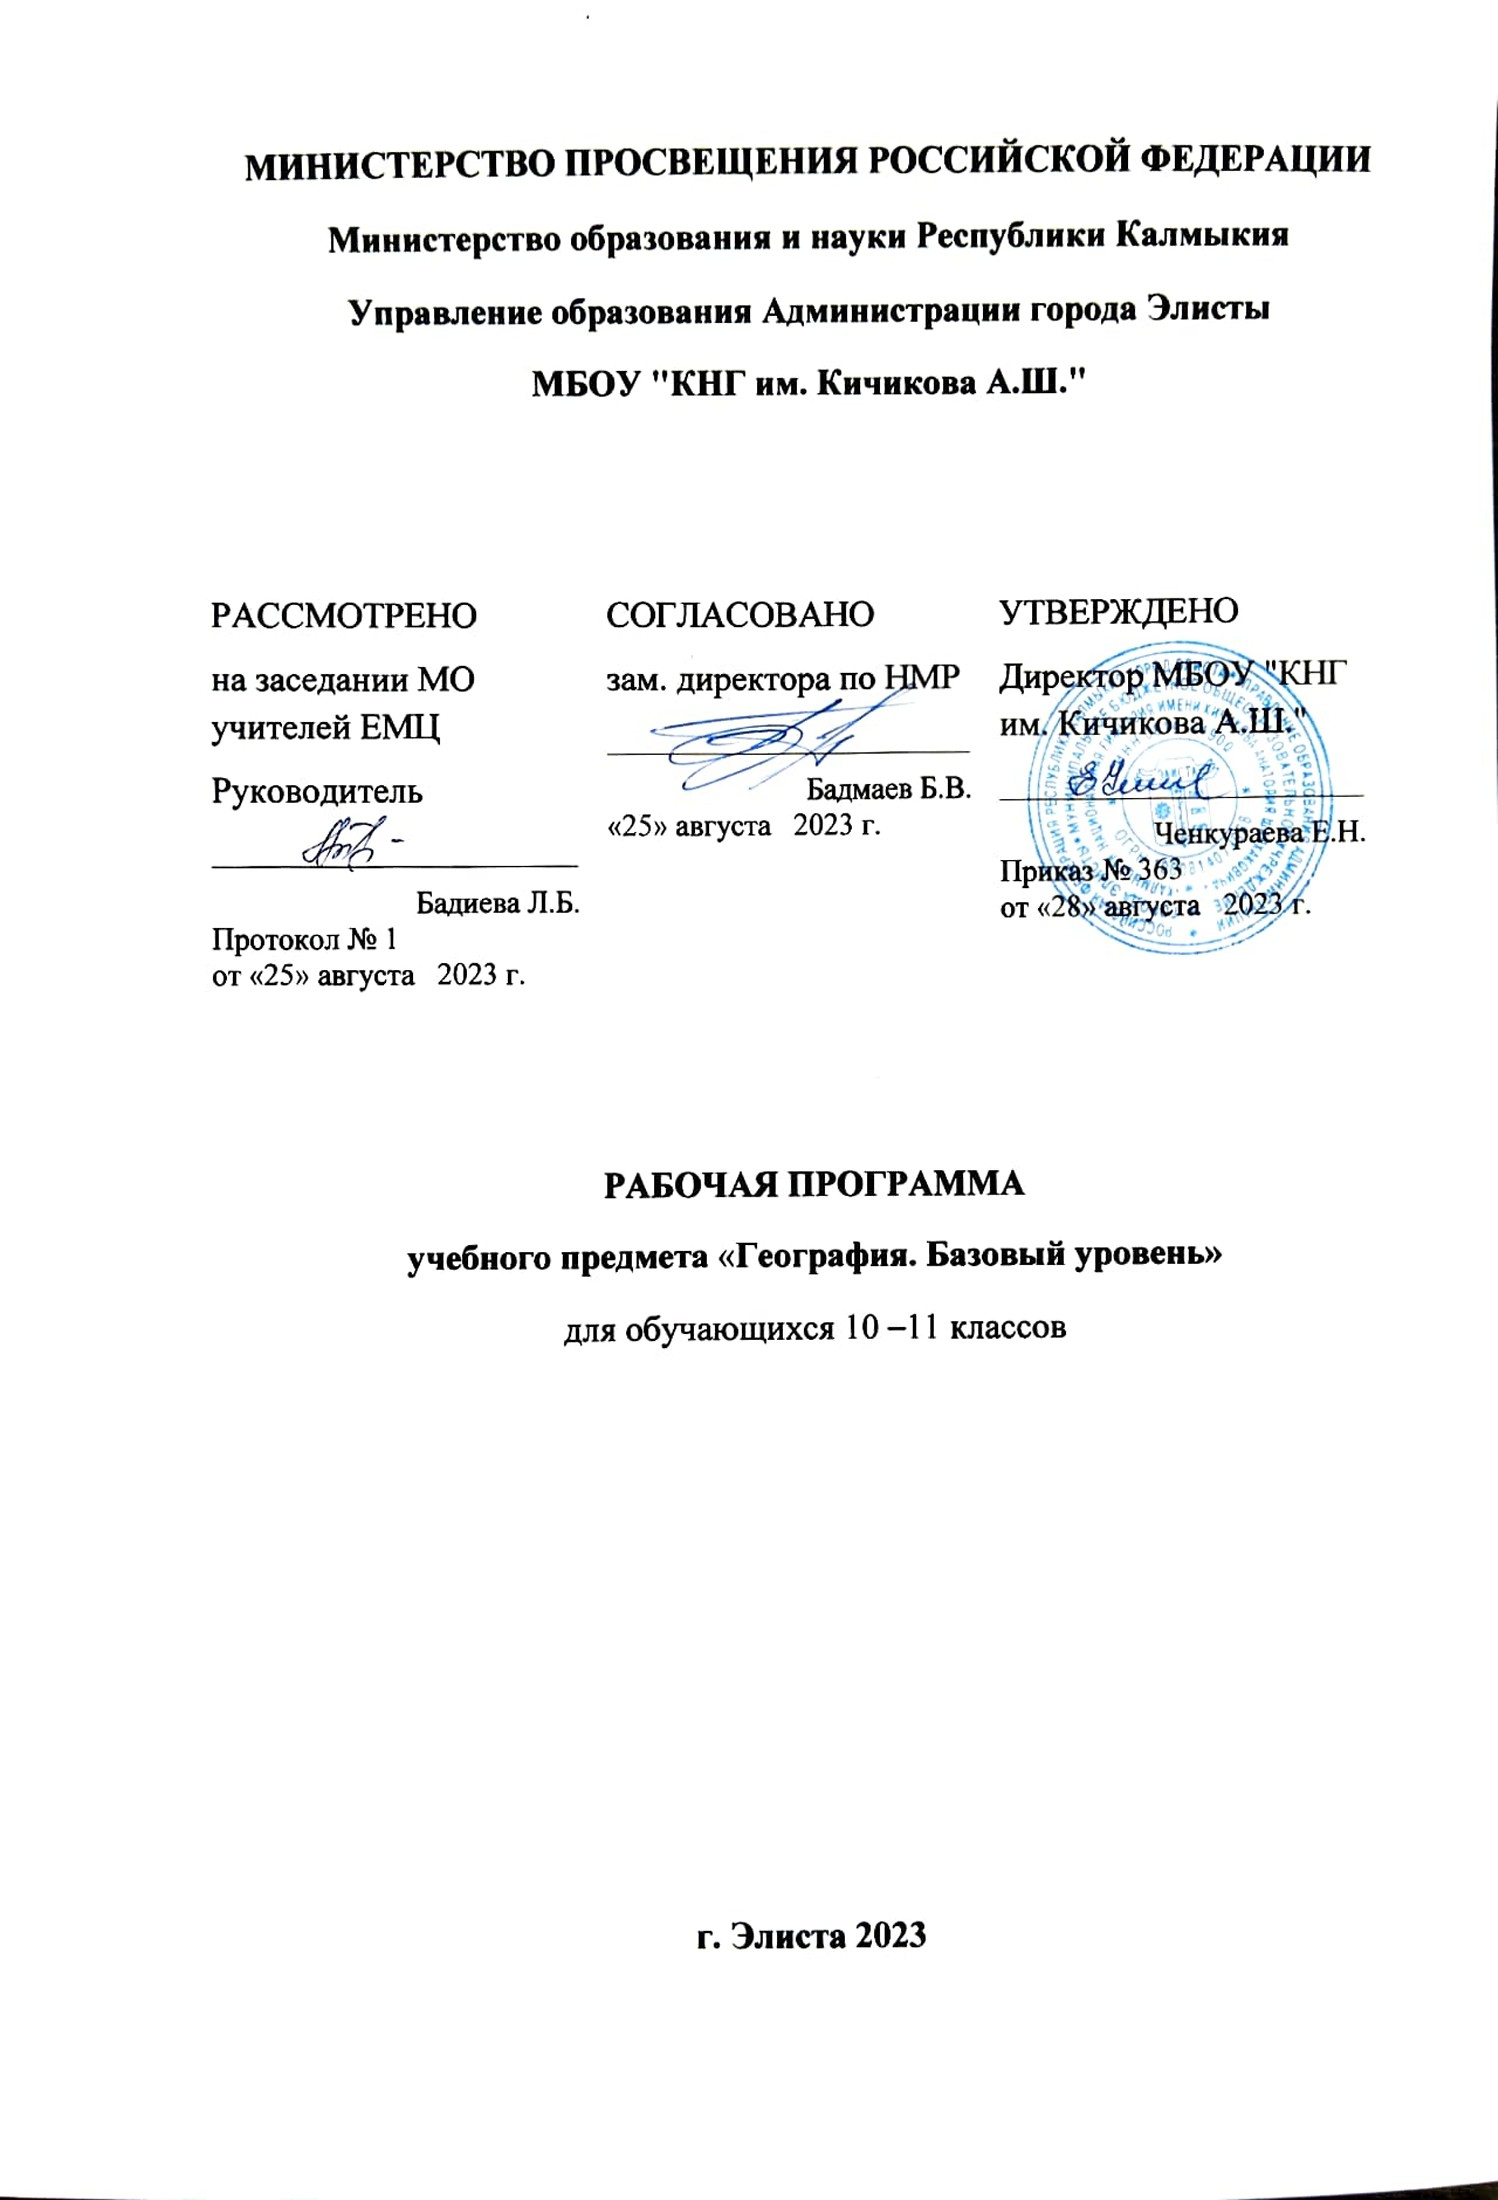 МИНИСТЕРСТВО ПРОСВЕЩЕНИЯ РОССИЙСКОЙ ФЕДЕРАЦИИ
Министерство образования и науки Республики Калмыкия
Управление образования Администрации города Элисты
МБОУ "КНГ им. Кичикова А.Ш."
РАССМОТРЕНО
на заседании МО
учителей ЕМЦ
Руководитель
Бадиева Л.Б.
Протокол № 1
от «25» августа 2023 г.
СОГЛАСОВАНО
зам. директора по НМР
Бадмаев Б.В.
«25» августа 2023 г.
УТВЕРЖДЕНО
Директор МБОУ "КНГ
им. Кичикова А.Ш."
Ченкураева Е.Н.
Приказ № 363
от «28» августа 2023 г.
РАБОЧАЯ ПРОГРАММА
учебного предмета «География. Базовый уровень»
для обучающихся 10 –11 классов
г. Элиста 2023